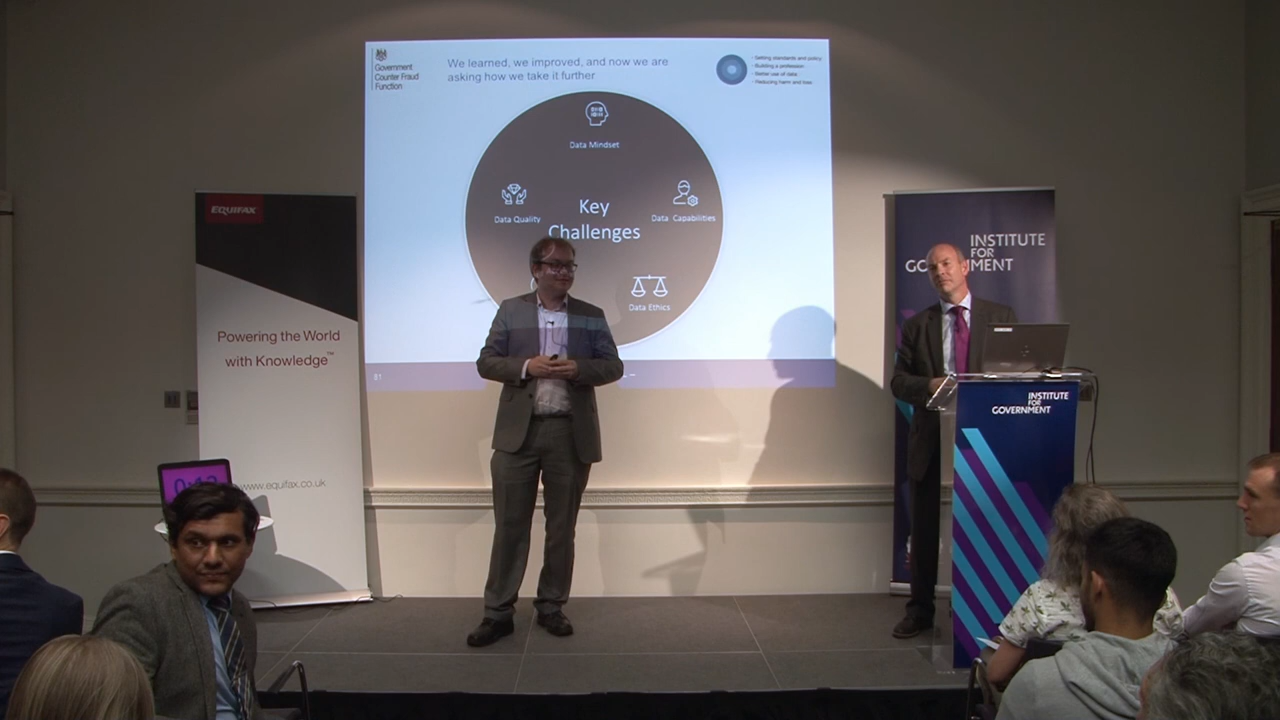 Government
Counter Fraud
Function
We learned, we improved, and now we are
asking how we take it further
- Setting standards and policy
- Building a profession
- Better use of data
- Reducing harm and loss
Data Mindset
Data Quality
Data Capabilities
Key
Challenges
Data Ethics
81
EQUIFAX
Powering the World
with Knowledge™
www.equifax.co.uk
INSTITUTE
FOR
INSTITUTE
FOR
GOVERNMENT